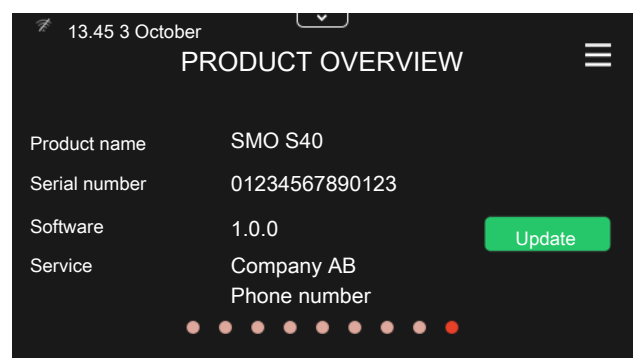 13.45 3 October
PRODUCT OVERVIEW
Product name SMO S40
Serial number 01234567890123
Software 1.0.0 Update
Service Company AB
Phone number